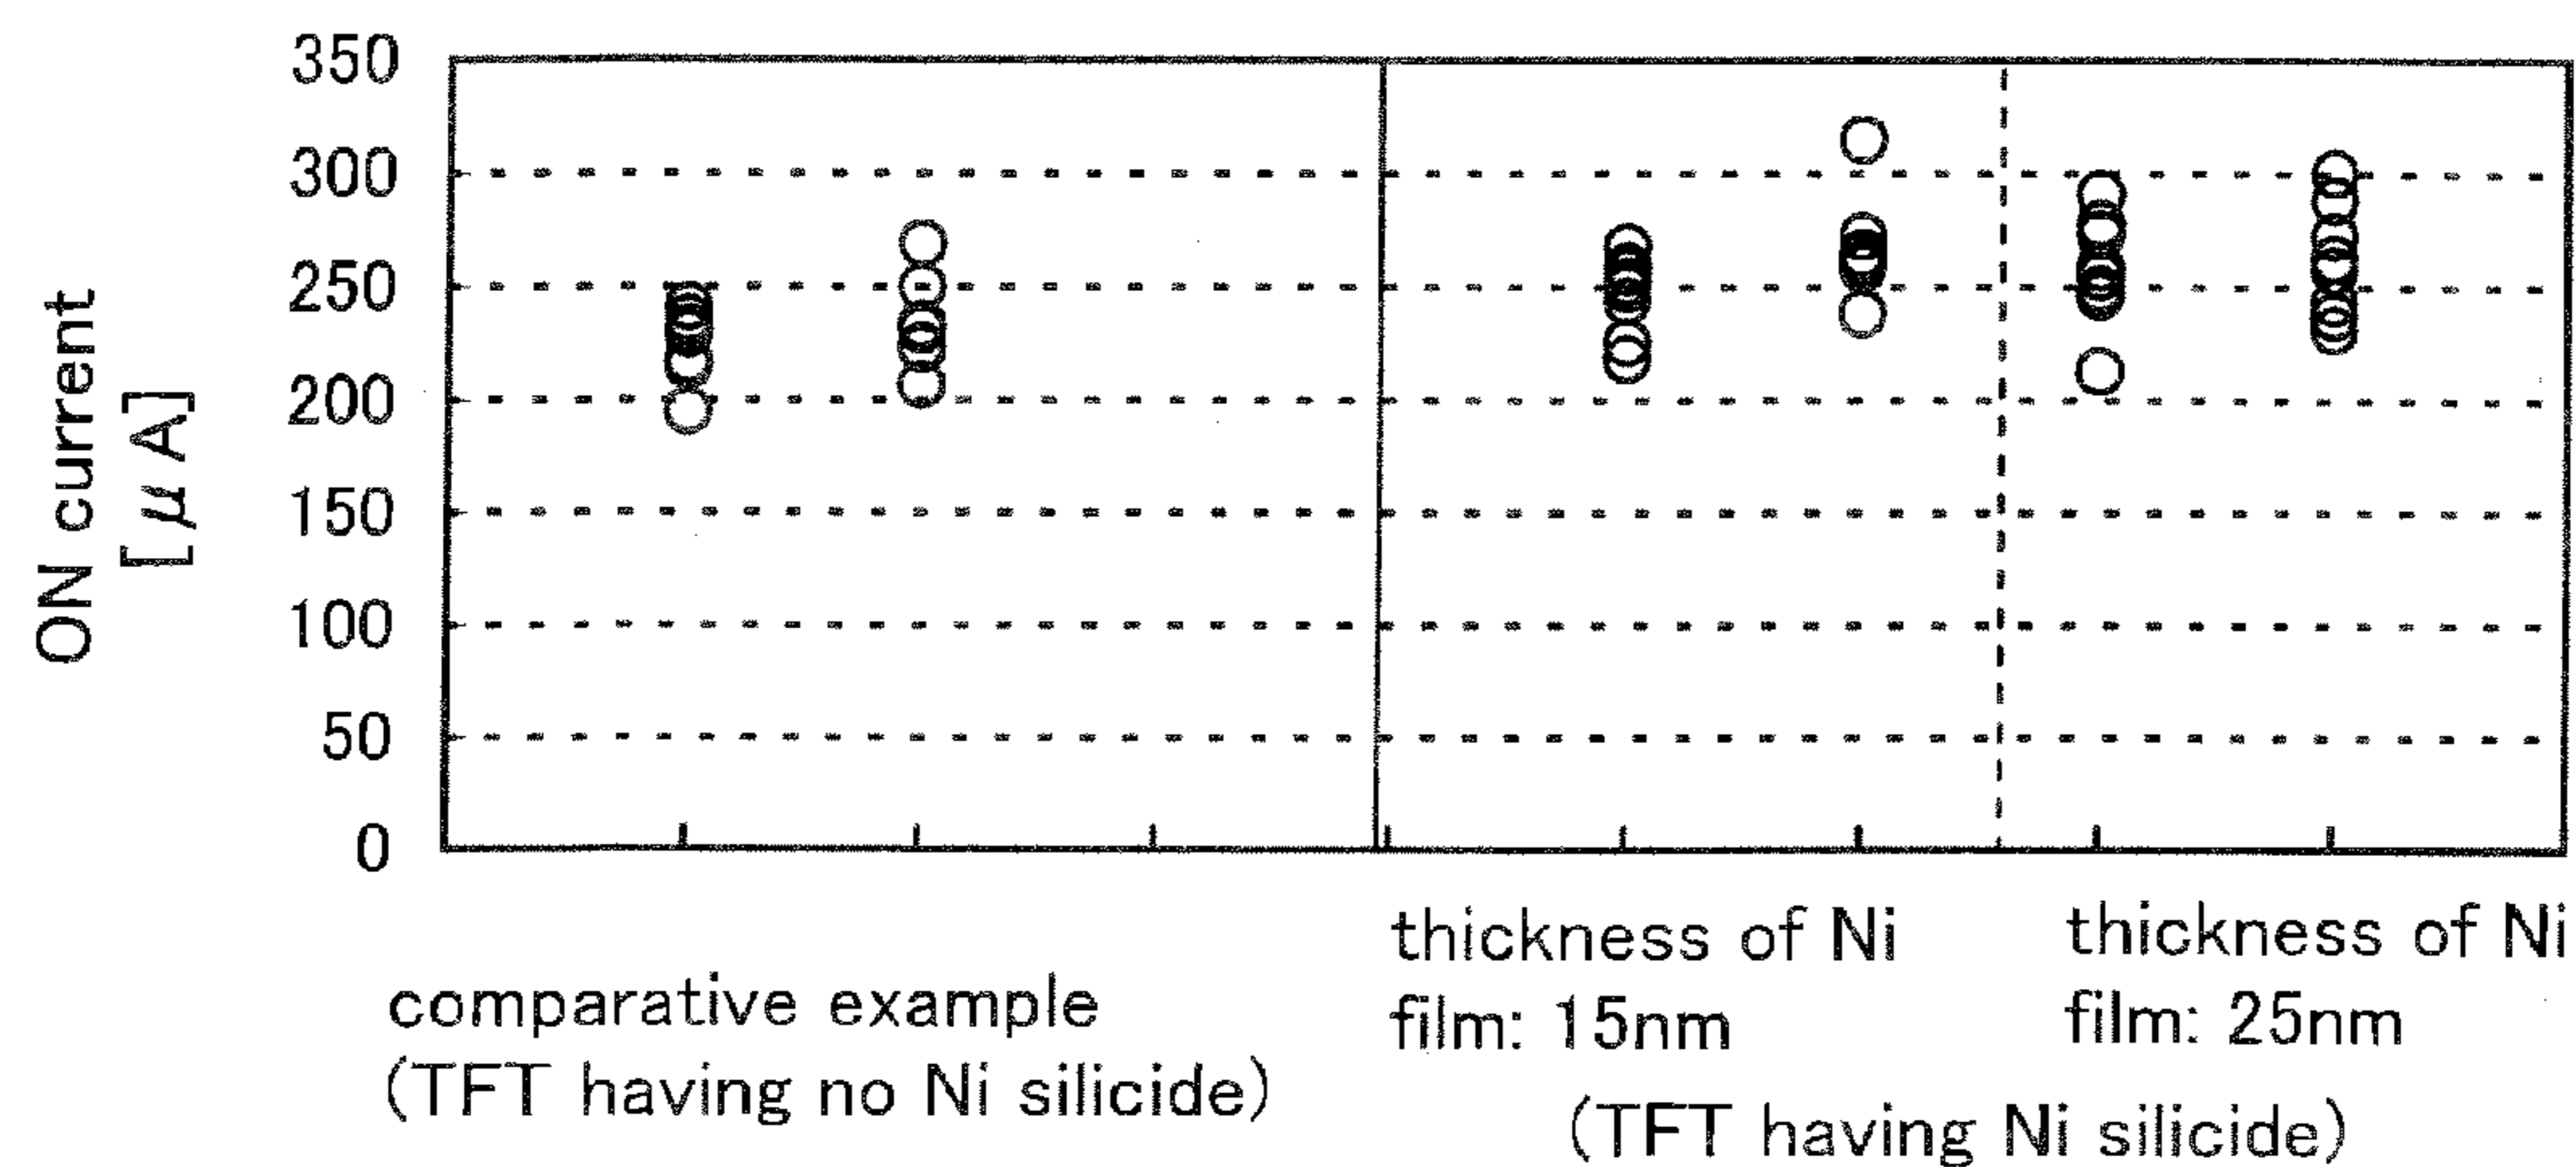 ON current
[μA]
350
300
250
200
150
100
50
0
comparative example
(TFT having no Ni silicide)
thickness of Ni
film: 15nm
thickness of Ni
film: 25nm
(TFT having Ni silicide)